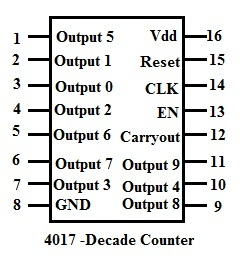 1 Output 5 Vdd 16
2 Output 1 Reset 15
3 Output 0 CLK 14
4 Output 2 EN 13
5 Output 6 Carryout 12
6 Output 7 Output 9 11
7 Output 3 Output 4 10
8 GND Output 8 9
4017 -Decade Counter